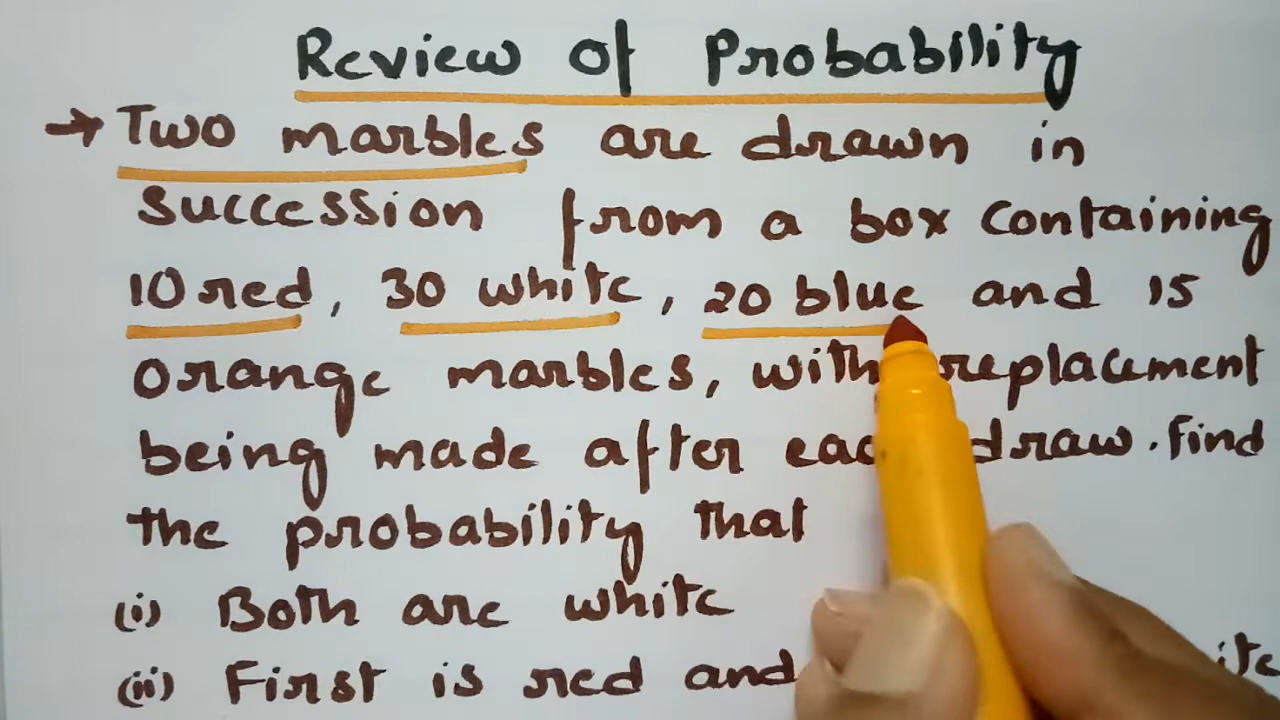 Review of Probability
→ Two marbles are drawn in
succession from a box containing
10 red, 30 white, 20 blue and 15
orange marbles, with replacement
being made after each draw. Find
the probability that
(i) Both are white
(ii) First is red and